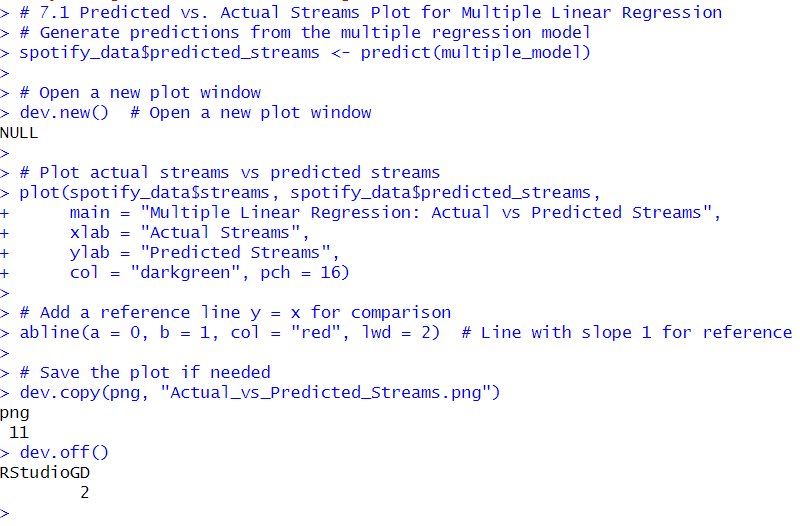 > # 7.1 Predicted vs. Actual Streams Plot for Multiple Linear Regression
> # Generate predictions from the multiple regression model
> spotify_data$predicted_streams <- predict(multiple_model)
>
> # Open a new plot window
> dev.new()  # Open a new plot window
NULL
>
> # Plot actual streams vs predicted streams
> plot(spotify_data$streams, spotify_data$predicted_streams,
+      main = "Multiple Linear Regression: Actual vs Predicted Streams",
+      xlab = "Actual Streams",
+      ylab = "Predicted Streams",
+      col = "darkgreen", pch = 16)
>
> # Add a reference line y = x for comparison
> abline(a = 0, b = 1, col = "red", lwd = 2)  # Line with slope 1 for reference
>
> # Save the plot if needed
> dev.copy(png, "Actual_vs_Predicted_Streams.png")
png
 11
> dev.off()
RStudioGD
        2
>